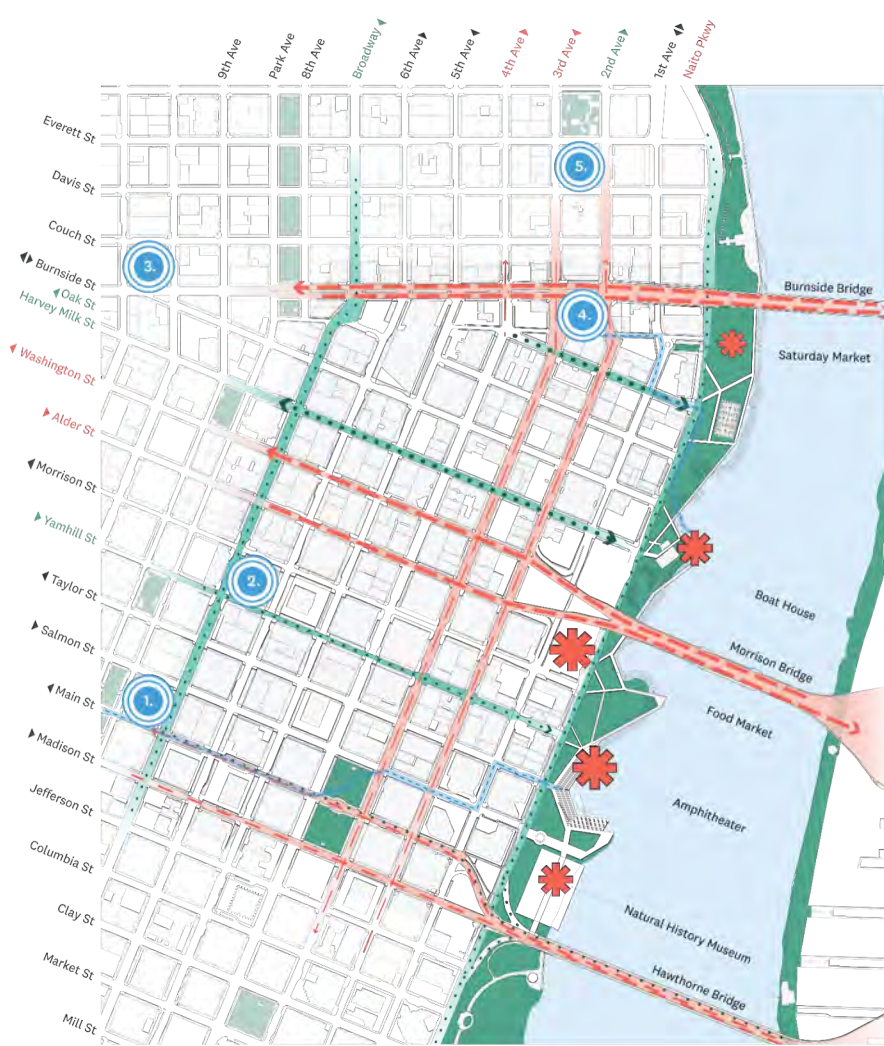 9th Ave
Park Ave
8th Ave
Broadway ◀
6th Ave ▶
5th Ave ◀
4th Ave ▶
3rd Ave ◀
2nd Ave ▶
1st Ave ◀▶
Naito Pkwy
Everett St
Davis St
Couch St
◀▶ Burnside St
◀ Oak St
Harvey Milk St
◀ Washington St
▶ Alder St
◀ Morrison St
▶ Yamhill St
◀ Taylor St
▶ Salmon St
◀ Main St
▶ Madison St
Jefferson St
Columbia St
Clay St
Market St
Mill St
5.
3.
4.
2.
1.
Burnside Bridge
Saturday Market
Boat House
Morrison Bridge
Food Market
Amphitheater
Natural History Museum
Hawthorne Bridge